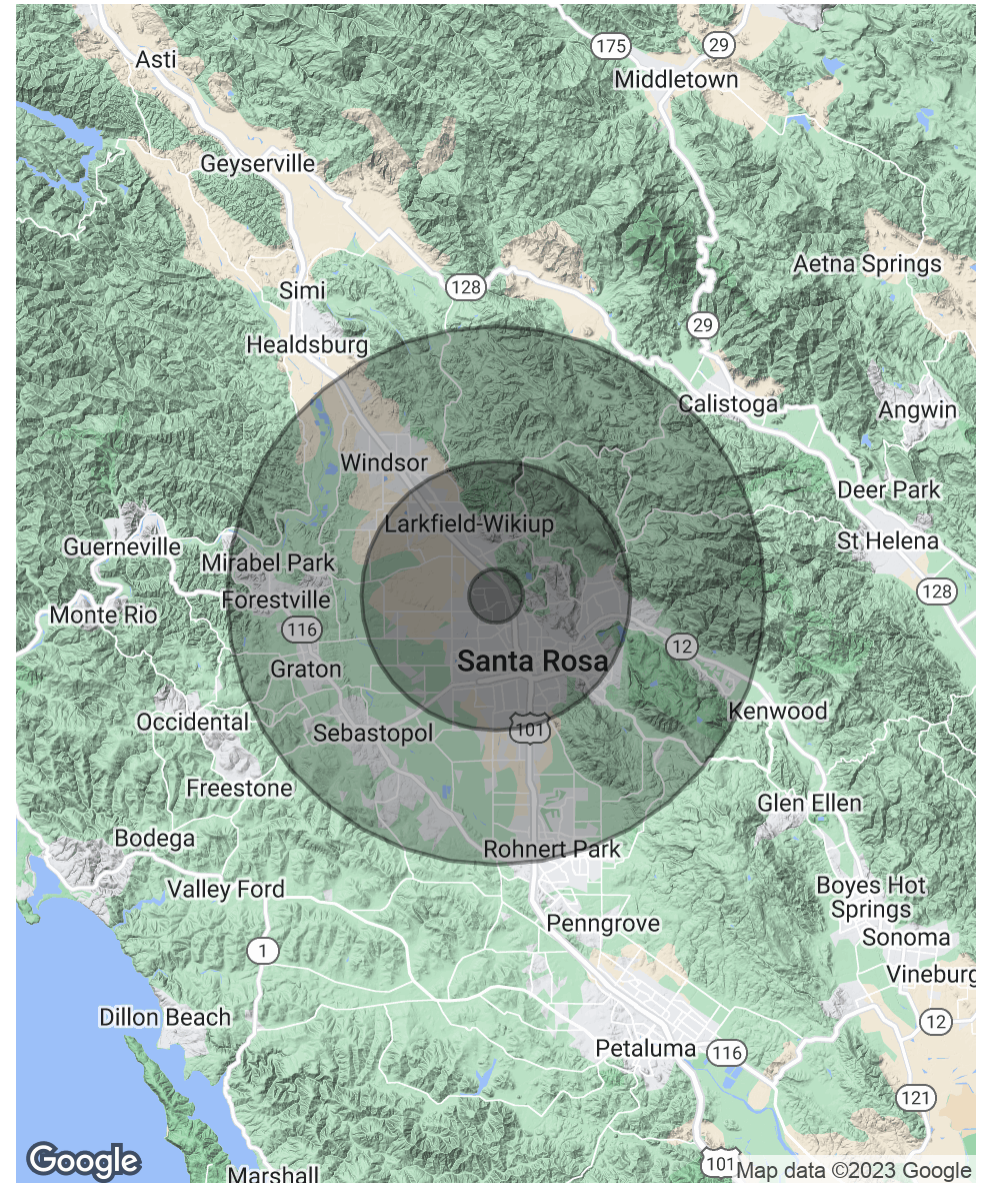 175
29
Asti
Middletown
Geyserville
Aetna Springs
128
Simi
29
Healdsburg
Calistoga
Angwin
Windsor
Deer Park
Larkfield-Wikiup
St Helena
Guerneville
Mirabel Park
128
Forestville
Monte Rio
116
12
Santa Rosa
Graton
Kenwood
Occidental
101
Sebastopol
Freestone
Glen Ellen
Bodega
Rohnert Park
Valley Ford
Boyes Hot
Springs
Penngrove
Sonoma
1
Vineburg
Dillon Beach
12
Petaluma
116
121
Google
101
Map data ©2023 Google
Marshall